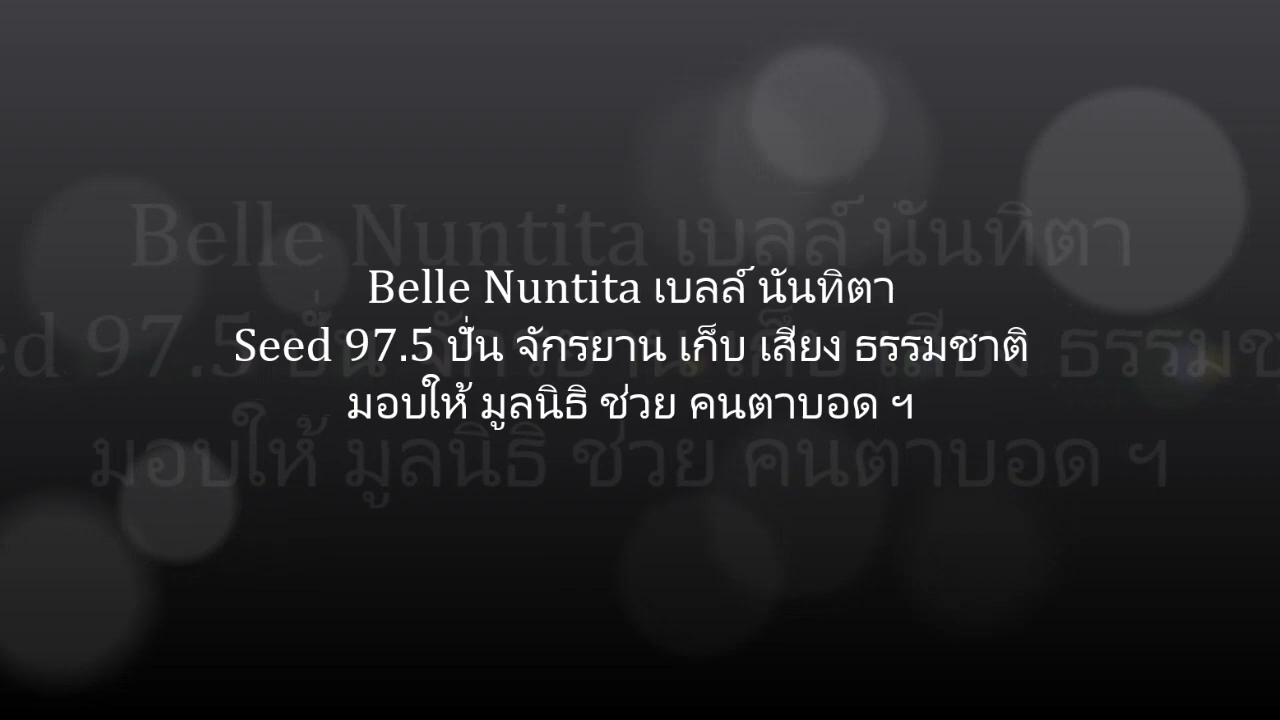 Belle Nuntita เบลล์ นันทิตา
Seed 97.5 ปั่น จักรยาน เก็บ เสียง ธรรมชาติ
มอบให้ มูลนิธิ ช่วย คนตาบอด ฯ